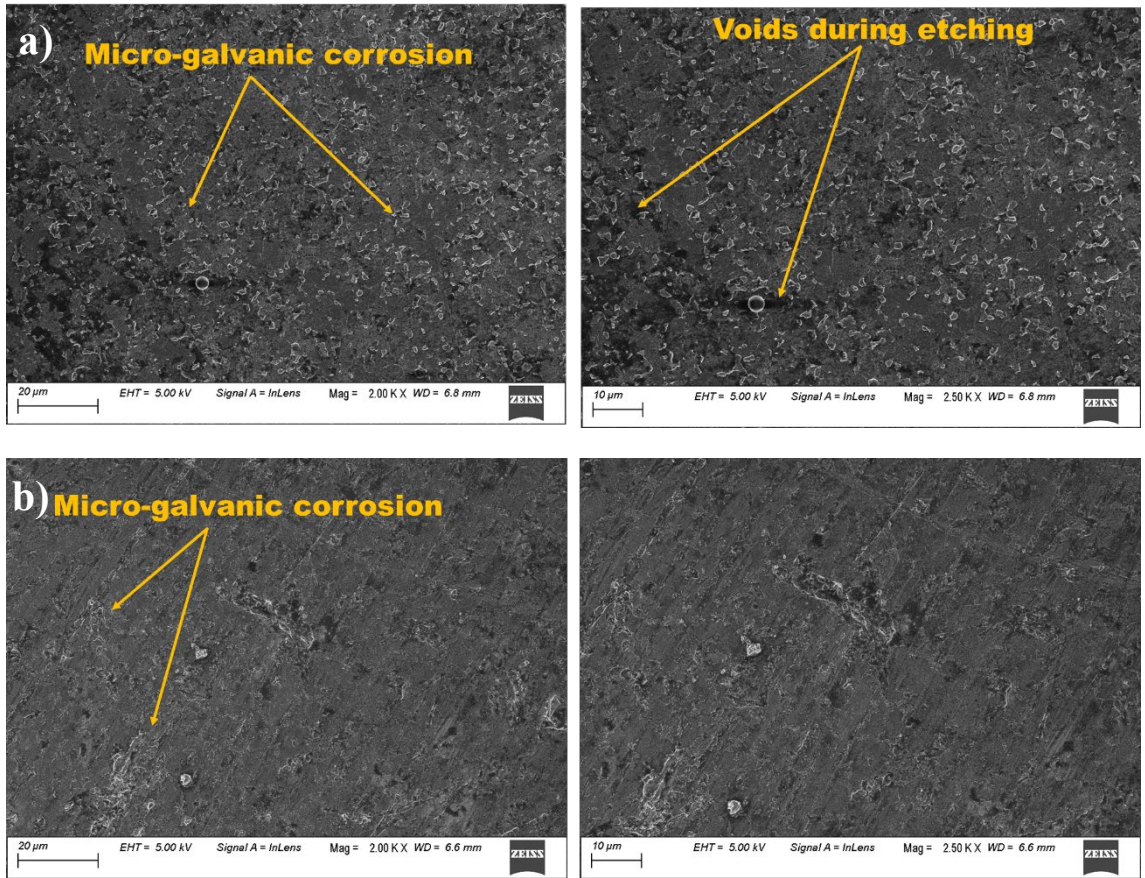 a)
Micro-galvanic corrosion
20 µm
EHT = 5.00 kV Signal A = InLens Mag = 2.00 K X WD = 6.8 mm
ZEISS
Voids during etching
10 µm
EHT = 5.00 kV Signal A = InLens Mag = 2.50 K X WD = 6.8 mm
ZEISS
b)
Micro-galvanic corrosion
20 µm
EHT = 5.00 kV Signal A = InLens Mag = 2.00 K X WD = 6.6 mm
ZEISS
10 µm
EHT = 5.00 kV Signal A = InLens Mag = 2.50 K X WD = 6.6 mm
ZEISS